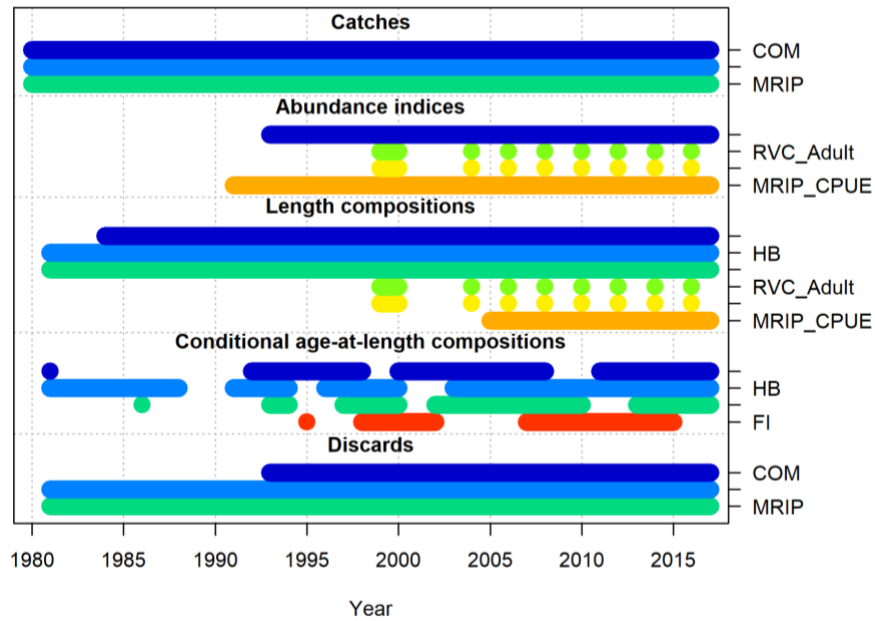 Catches
COM
MRIP
Abundance indices
RVC_Adult
MRIP_CPUE
Length compositions
HB
RVC_Adult
MRIP_CPUE
Conditional age-at-length compositions
HB
FI
Discards
COM
MRIP
1980 1985 1990 1995 2000 2005 2010 2015
Year